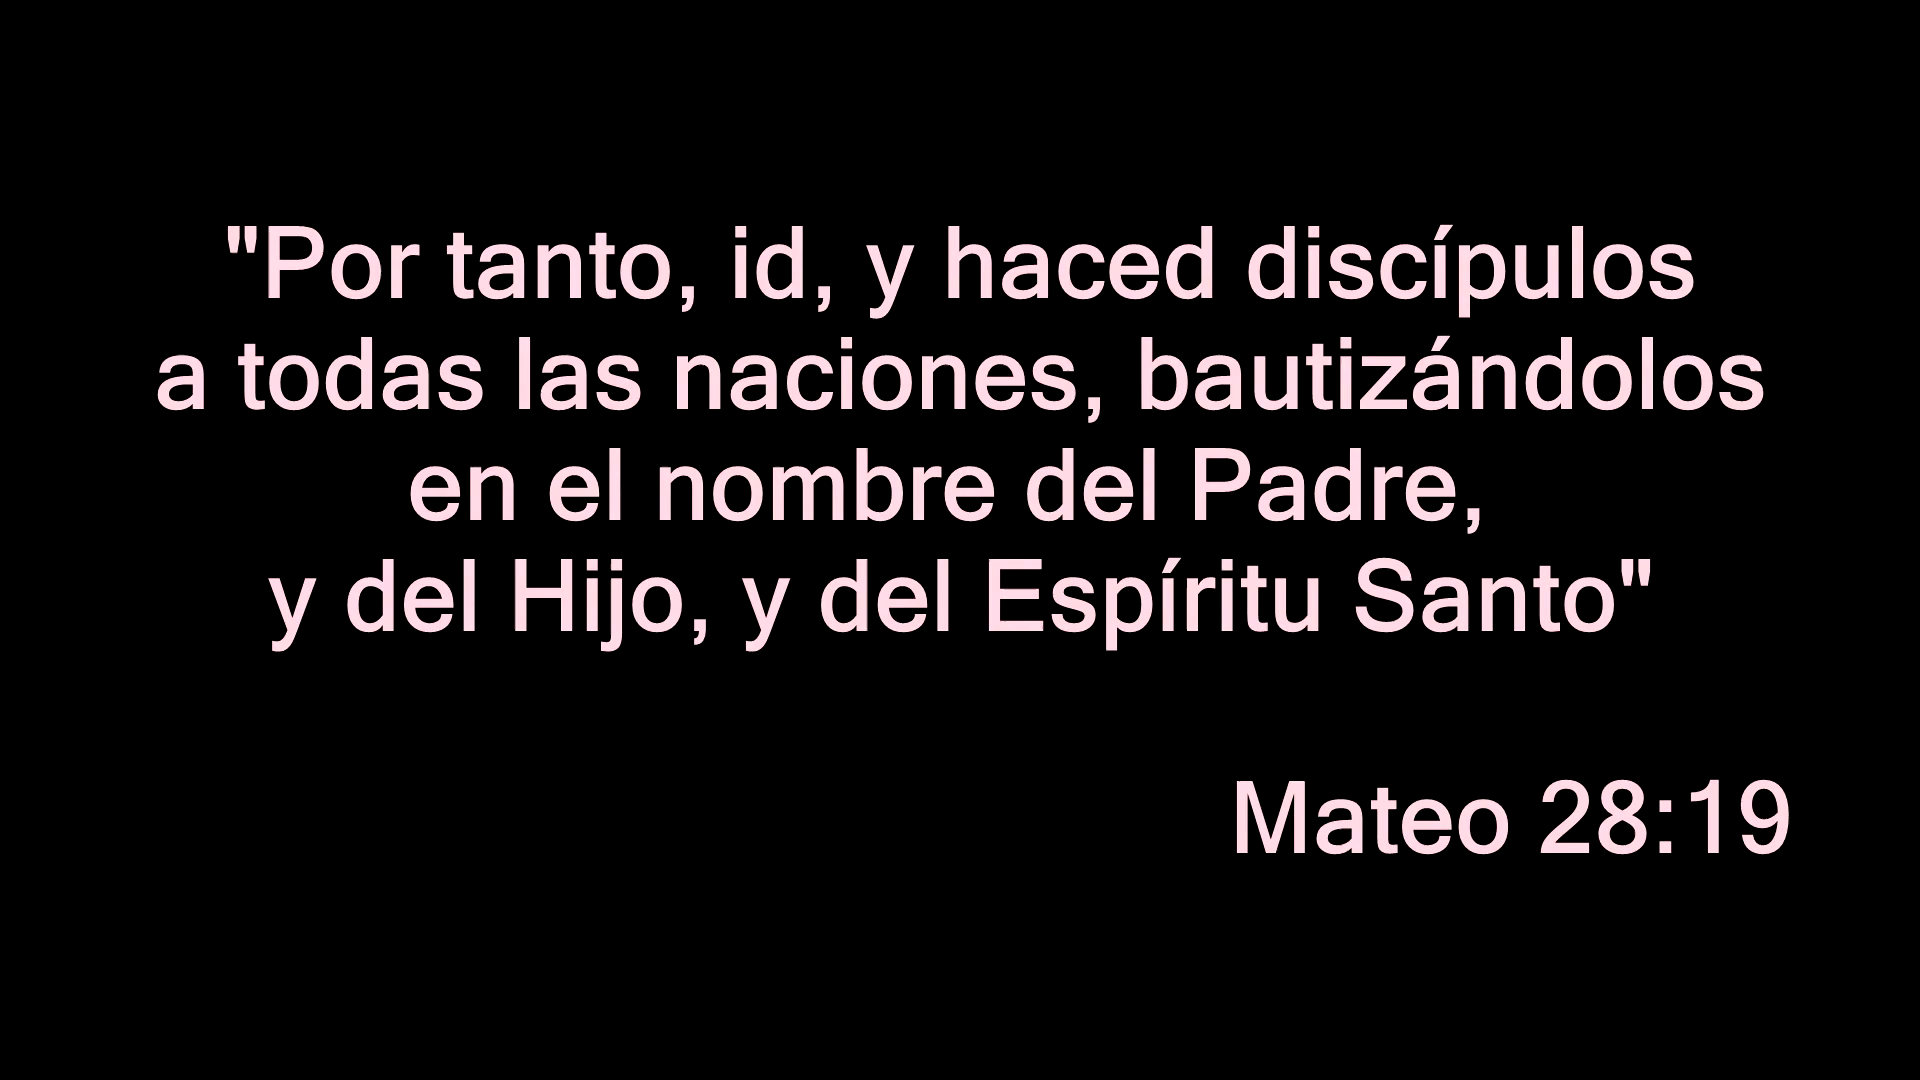 "Por tanto, id, y haced discípulos
a todas las naciones, bautizándolos
en el nombre del Padre,
y del Hijo, y del Espíritu Santo"
Mateo 28:19